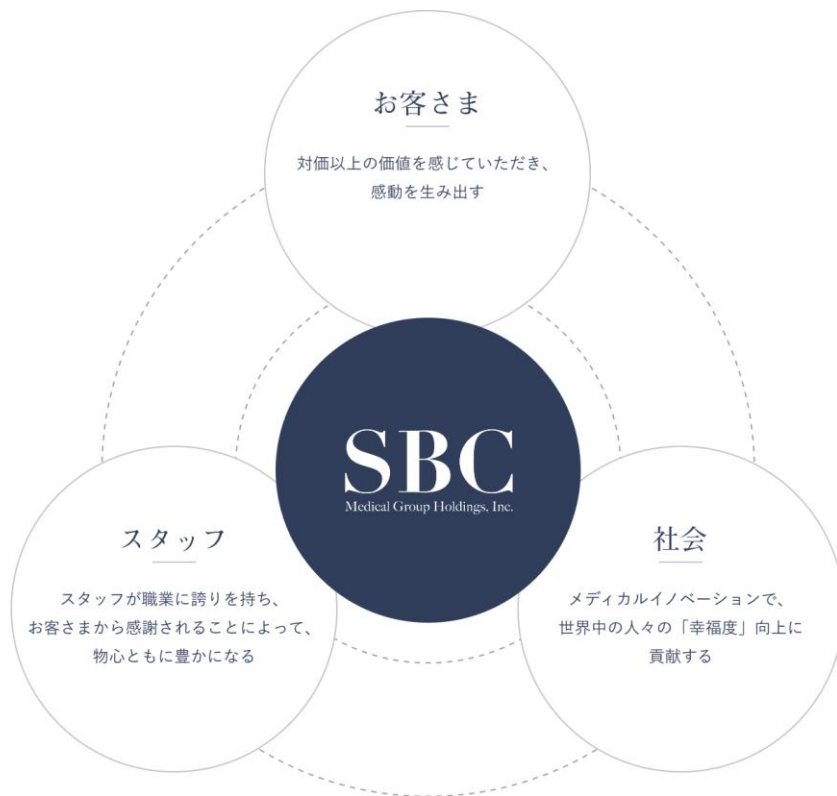 お客さま
対価以上の価値を感じていただき、
感動を生み出す
SBC
Medical Group Holdings, Inc.
スタッフ
スタッフが職業に誇りを持ち、
お客さまから感謝されることによって、
物心ともに豊かになる
社会
メディカルイノベーションで、
世界中の人々の「幸福度」向上に
貢献する